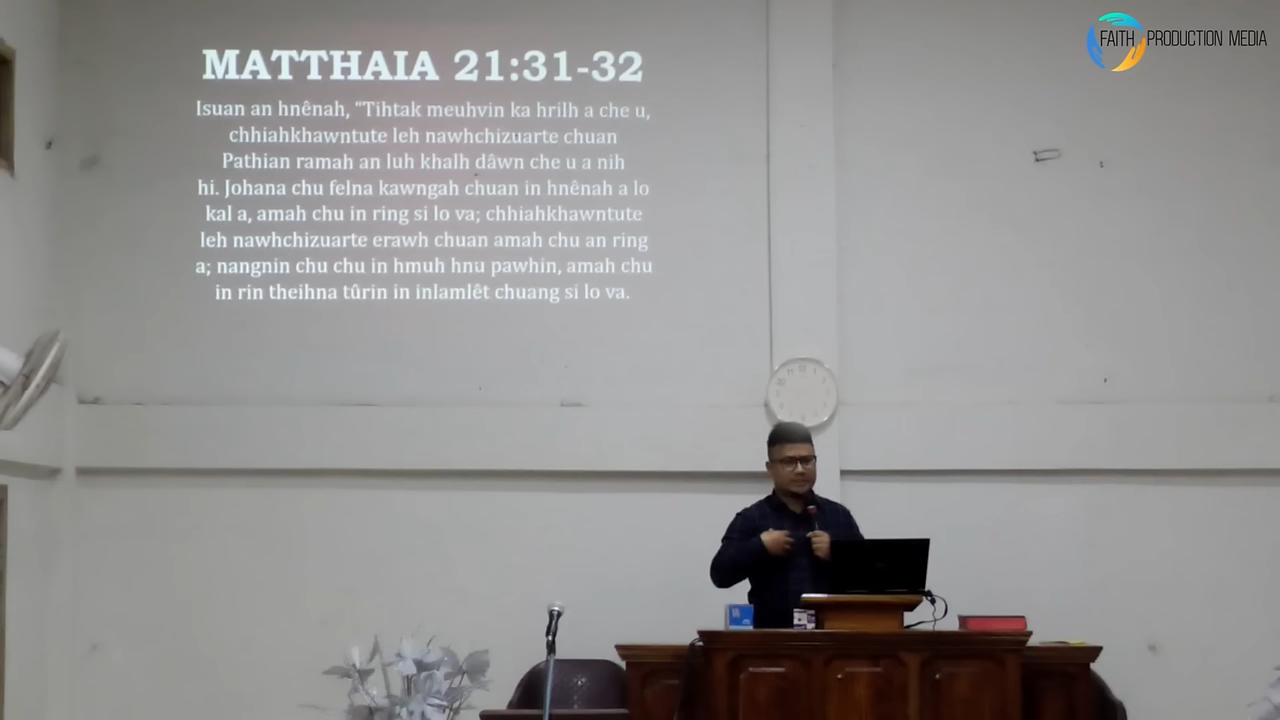 MATTHAIA 21:31-32
Isuan an hnênah, “Tihtak meuhvin ka hrilh a che u,
chhiahkhawntute leh nawhchizuarte chuan
Pathian ramah an luh khalh dâwn che u a nih
hi. Johana chu felna kawngah chuan in hnênah a lo
kal a, amah chu in ring si lo va; chhiahkhawntute
leh nawhchizuarte erawh chuan amah chu an ring
a; nangnin chu chu in hmuh hnu pawhin, amah chu
in rin theihna tûrin in inlamlêt chuang si lo va.
FAITH PRODUCTION MEDIA